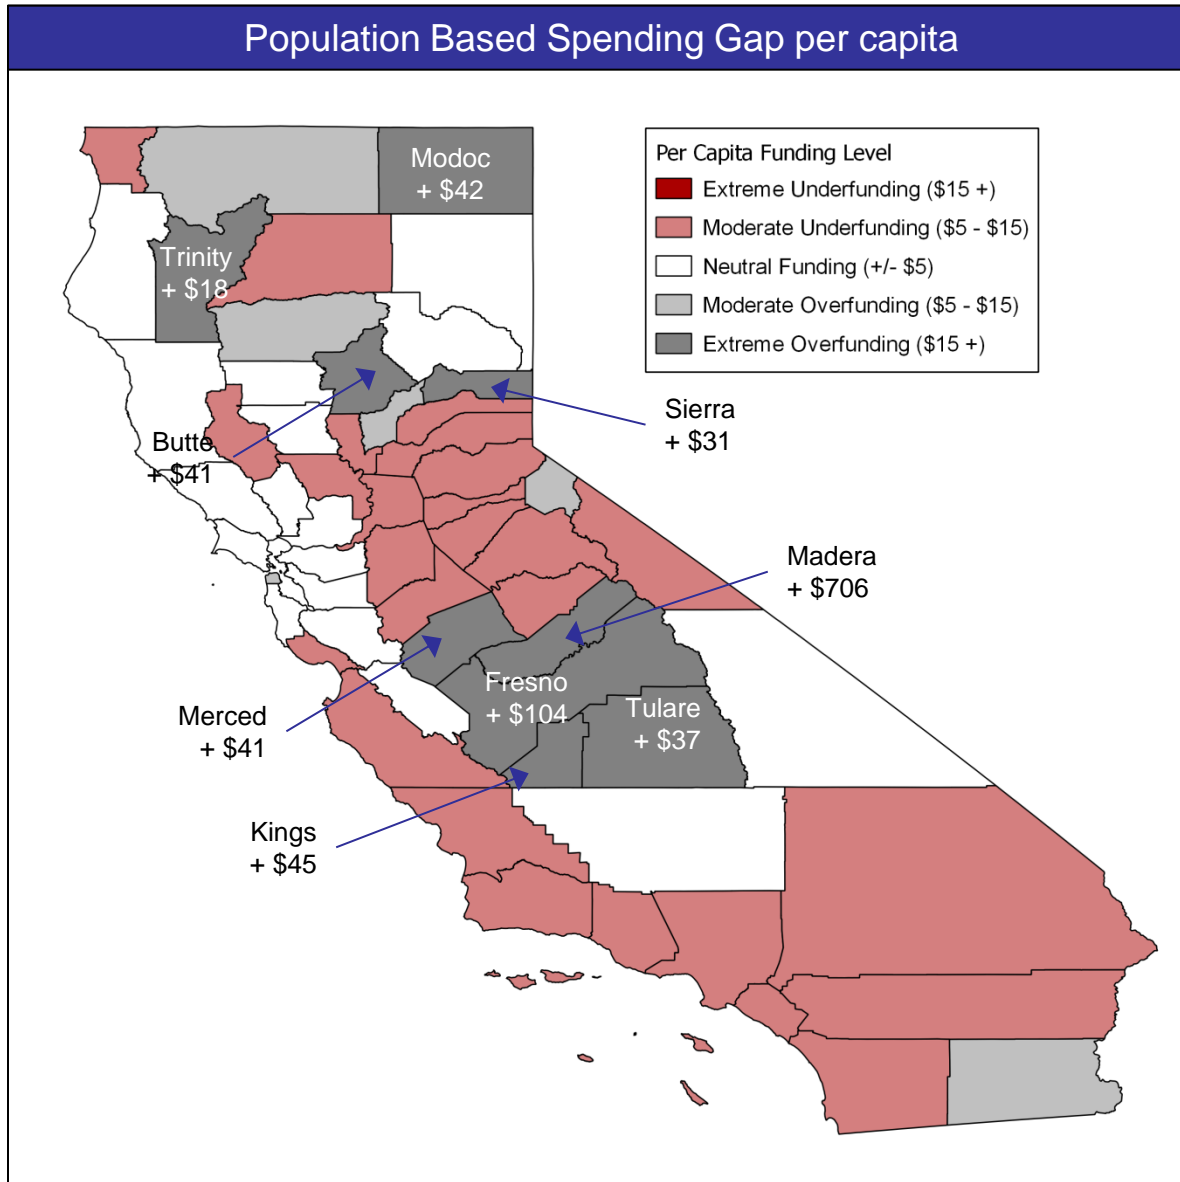 Population Based Spending Gap per capita
Per Capita Funding Level
Extreme Underfunding ($15 +)
Moderate Underfunding ($5 - $15)
Neutral Funding (+/- $5)
Moderate Overfunding ($5 - $15)
Extreme Overfunding ($15 +)
Modoc
+ $42
Trinity
+ $18
Sierra
+ $31
Butte
+ $41
Madera
+ $706
Fresno
+ $104
Tulare
+ $37
Merced
+ $41
Kings
+ $45